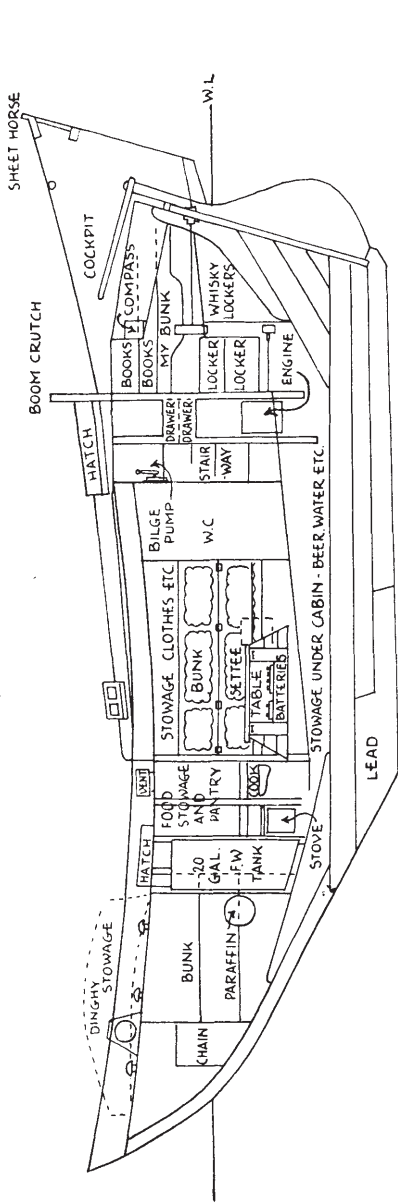 SHEET HORSE
W.L
BOOM CRUTCH
COCKPIT
COMPASS
BOOKS
BOOKS
MY BUNK
WHISKY
LOCKERS
LOCKER
LOCKER
ENGINE
HATCH
DRAWER
DRAWER
STAIR
-WAY
BILGE
PUMP
W.C
STOWAGE CLOTHES ETC.
BUNK
SETTEE
TABLE
BATTERIES
STOWAGE UNDER CABIN - BEER, WATER ETC.
LEAD
VENT
FOOD
STOWAGE
AND
PANTRY
COOK
STOVE
HATCH
20
GAL.
F.W
TANK
DINGHY
STOWAGE
BUNK
PARAFFIN
CHAIN